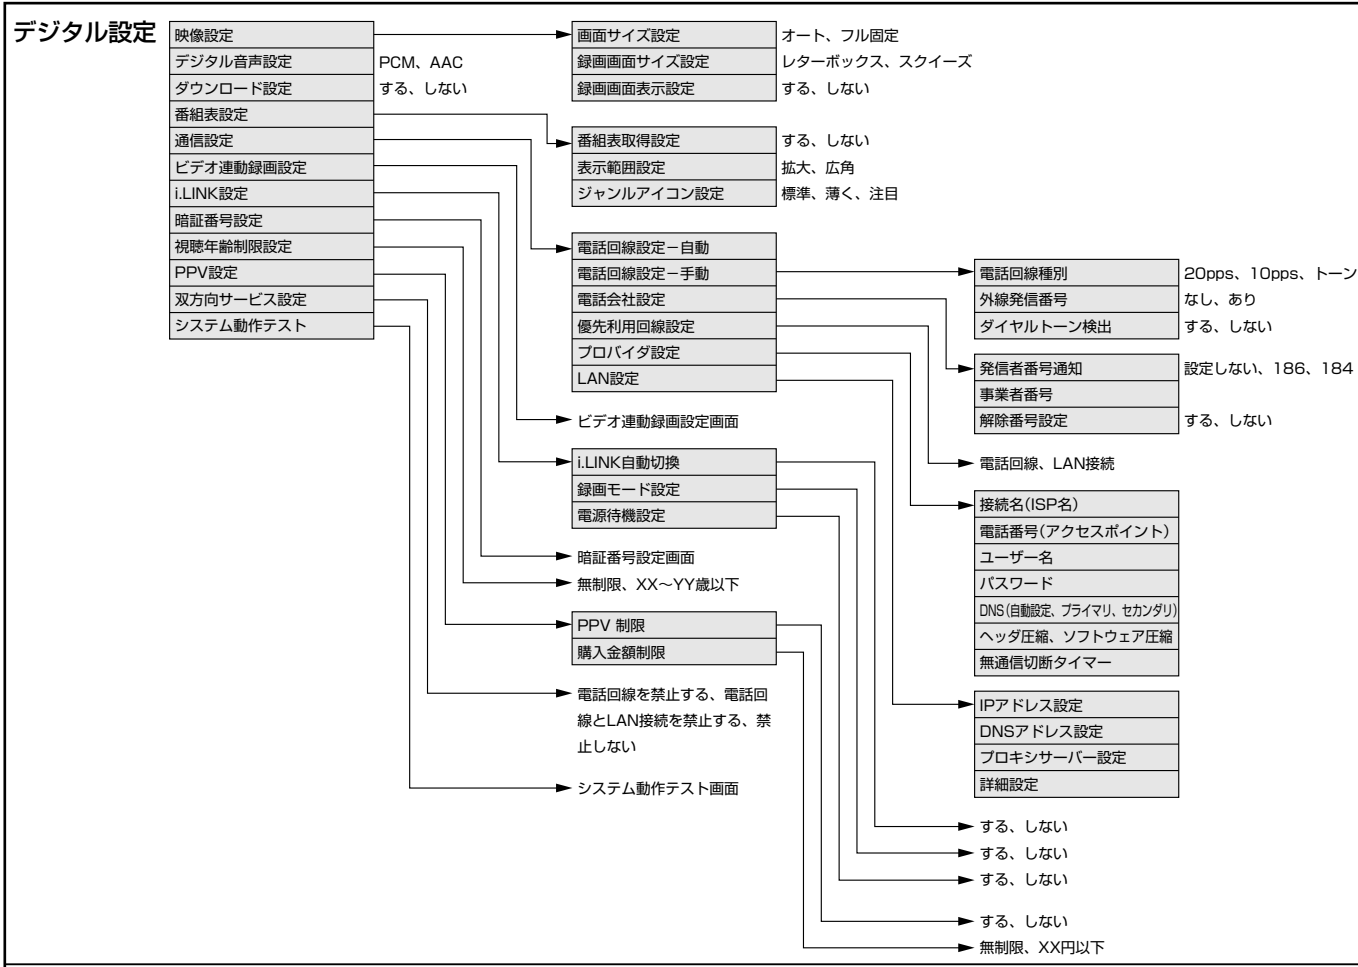 デジタル設定
映像設定
デジタル音声設定 PCM、AAC
ダウンロード設定 する、しない
番組表設定
通信設定
ビデオ連動録画設定
i.LINK設定
暗証番号設定
視聴年齢制限設定
PPV設定
双方向サービス設定
システム動作テスト
画面サイズ設定 オート、フル固定
録画画面サイズ設定 レターボックス、スクイーズ
録画画面表示設定 する、しない
番組表取得設定 する、しない
表示範囲設定 拡大、広角
ジャンルアイコン設定 標準、薄く、注目
電話回線設定－自動
電話回線設定－手動
電話会社設定
優先利用回線設定
プロバイダ設定
LAN設定
ビデオ連動録画設定画面
i.LINK自動切換
録画モード設定
電源待機設定
暗証番号設定画面
無制限、XX～YY歳以下
PPV 制限
購入金額制限
電話回線を禁止する、電話回
線とLAN接続を禁止する、禁
止しない
システム動作テスト画面
電話回線種別 20pps、10pps、トーン
外線発信番号 なし、あり
ダイヤルトーン検出 する、しない
発信者番号通知 設定しない、186、184
事業者番号
解除番号設定 する、しない
電話回線、LAN接続
接続名(ISP名)
電話番号(アクセスポイント)
ユーザー名
パスワード
DNS(自動設定、プライマリ、セカンダリ)
ヘッダ圧縮、ソフトウェア圧縮
無通信切断タイマー
IPアドレス設定
DNSアドレス設定
プロキシサーバー設定
詳細設定
する、しない
する、しない
する、しない
する、しない
無制限、XX円以下